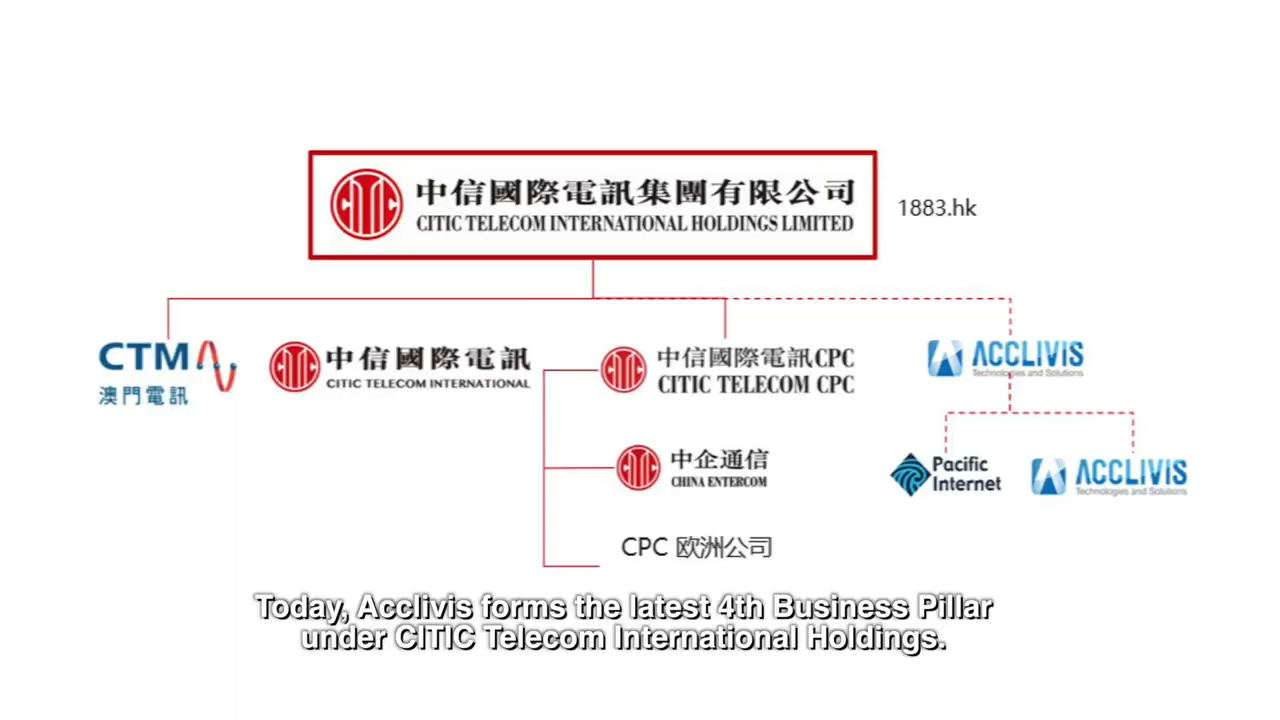 中信國際電訊集團有限公司
CITIC TELECOM INTERNATIONAL HOLDINGS LIMITED
1883.hk
CTM
澳門電訊
中信國際電訊
CITIC TELECOM INTERNATIONAL
中信國際電訊CPC
CITIC TELECOM CPC
ACCLIVIS
Technologies and Solutions
中企通信
CHINA ENTERCOM
Pacific
Internet
ACCLIVIS
Technologies and Solutions
CPC 欧洲公司
Today, Acclivis forms the latest 4th Business Pillar
under CITIC Telecom International Holdings.